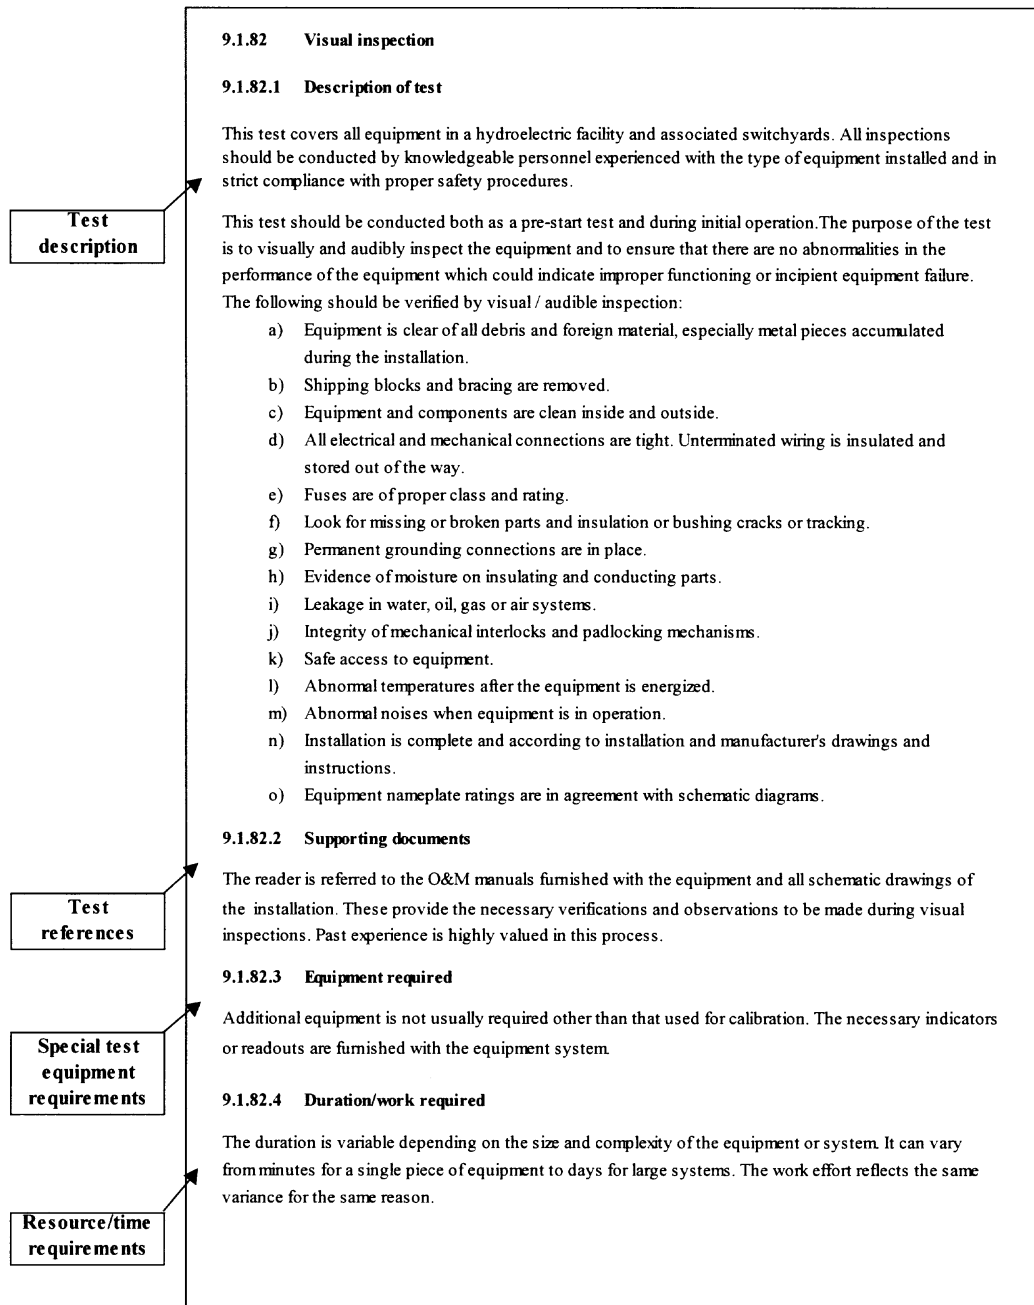 9.1.82 Visual inspection
9.1.82.1 Description of test
This test covers all equipment in a hydroelectric facility and associated switchyards. All inspections
should be conducted by knowledgeable personnel experienced with the type of equipment installed and in
strict compliance with proper safety procedures.
Test
description
This test should be conducted both as a pre-start test and during initial operation.The purpose of the test
is to visually and audibly inspect the equipment and to ensure that there are no abnormalities in the
performance of the equipment which could indicate improper functioning or incipient equipment failure.
The following should be verified by visual / audible inspection:
a) Equipment is clear of all debris and foreign material, especially metal pieces accumulated
during the installation.
b) Shipping blocks and bracing are removed.
c) Equipment and components are clean inside and outside.
d) All electrical and mechanical connections are tight. Unterminated wiring is insulated and
stored out of the way.
e) Fuses are of proper class and rating.
f) Look for missing or broken parts and insulation or bushing cracks or tracking.
g) Permanent grounding connections are in place.
h) Evidence of moisture on insulating and conducting parts.
i) Leakage in water, oil, gas or air systems.
j) Integrity of mechanical interlocks and padlocking mechanisms.
k) Safe access to equipment.
l) Abnormal temperatures after the equipment is energized.
m) Abnormal noises when equipment is in operation.
n) Installation is complete and according to installation and manufacturer's drawings and
instructions.
o) Equipment nameplate ratings are in agreement with schematic diagrams.
9.1.82.2 Supporting documents
The reader is referred to the O&M manuals furnished with the equipment and all schematic drawings of
the installation. These provide the necessary verifications and observations to be made during visual
inspections. Past experience is highly valued in this process.
Test
references
9.1.82.3 Equipment required
Additional equipment is not usually required other than that used for calibration. The necessary indicators
or readouts are furnished with the equipment system.
Special test
equipment
requirements
9.1.82.4 Duration/work required
The duration is variable depending on the size and complexity of the equipment or system. It can vary
from minutes for a single piece of equipment to days for large systems. The work effort reflects the same
variance for the same reason.
Resource/time
requirements